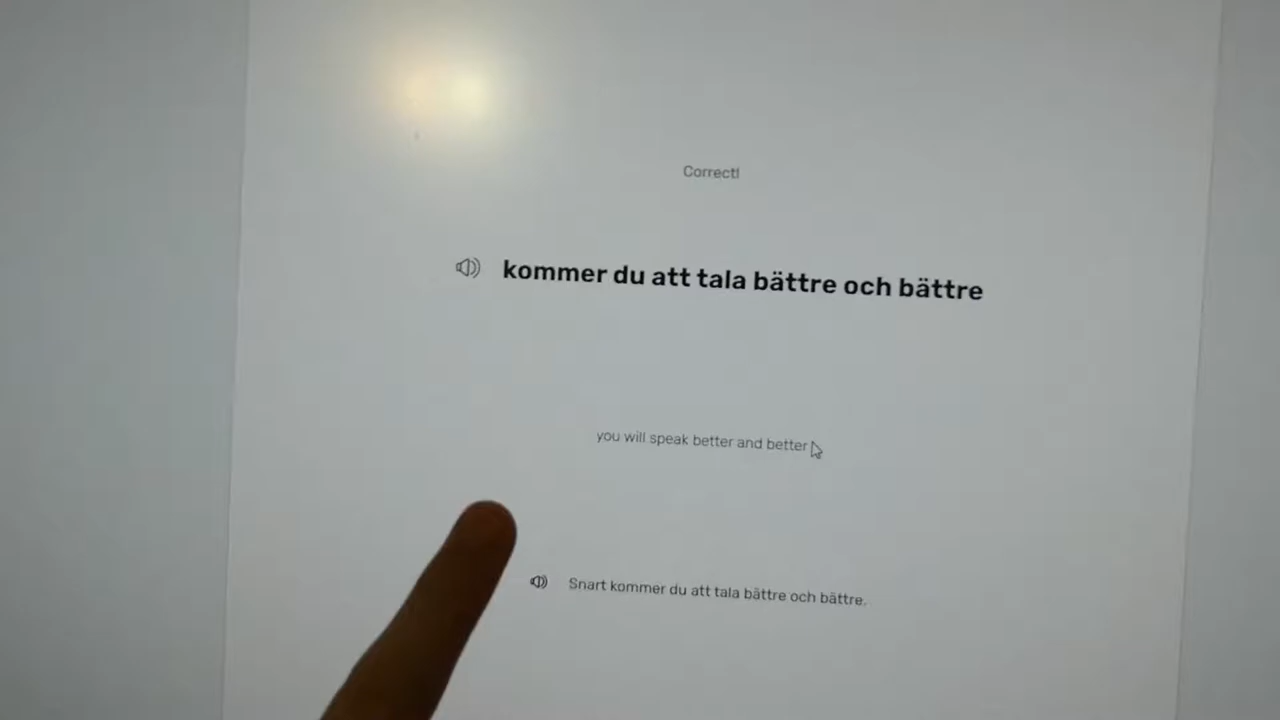 Correct!
kommer du att tala bättre och bättre
you will speak better and better
Snart kommer du att tala bättre och bättre.